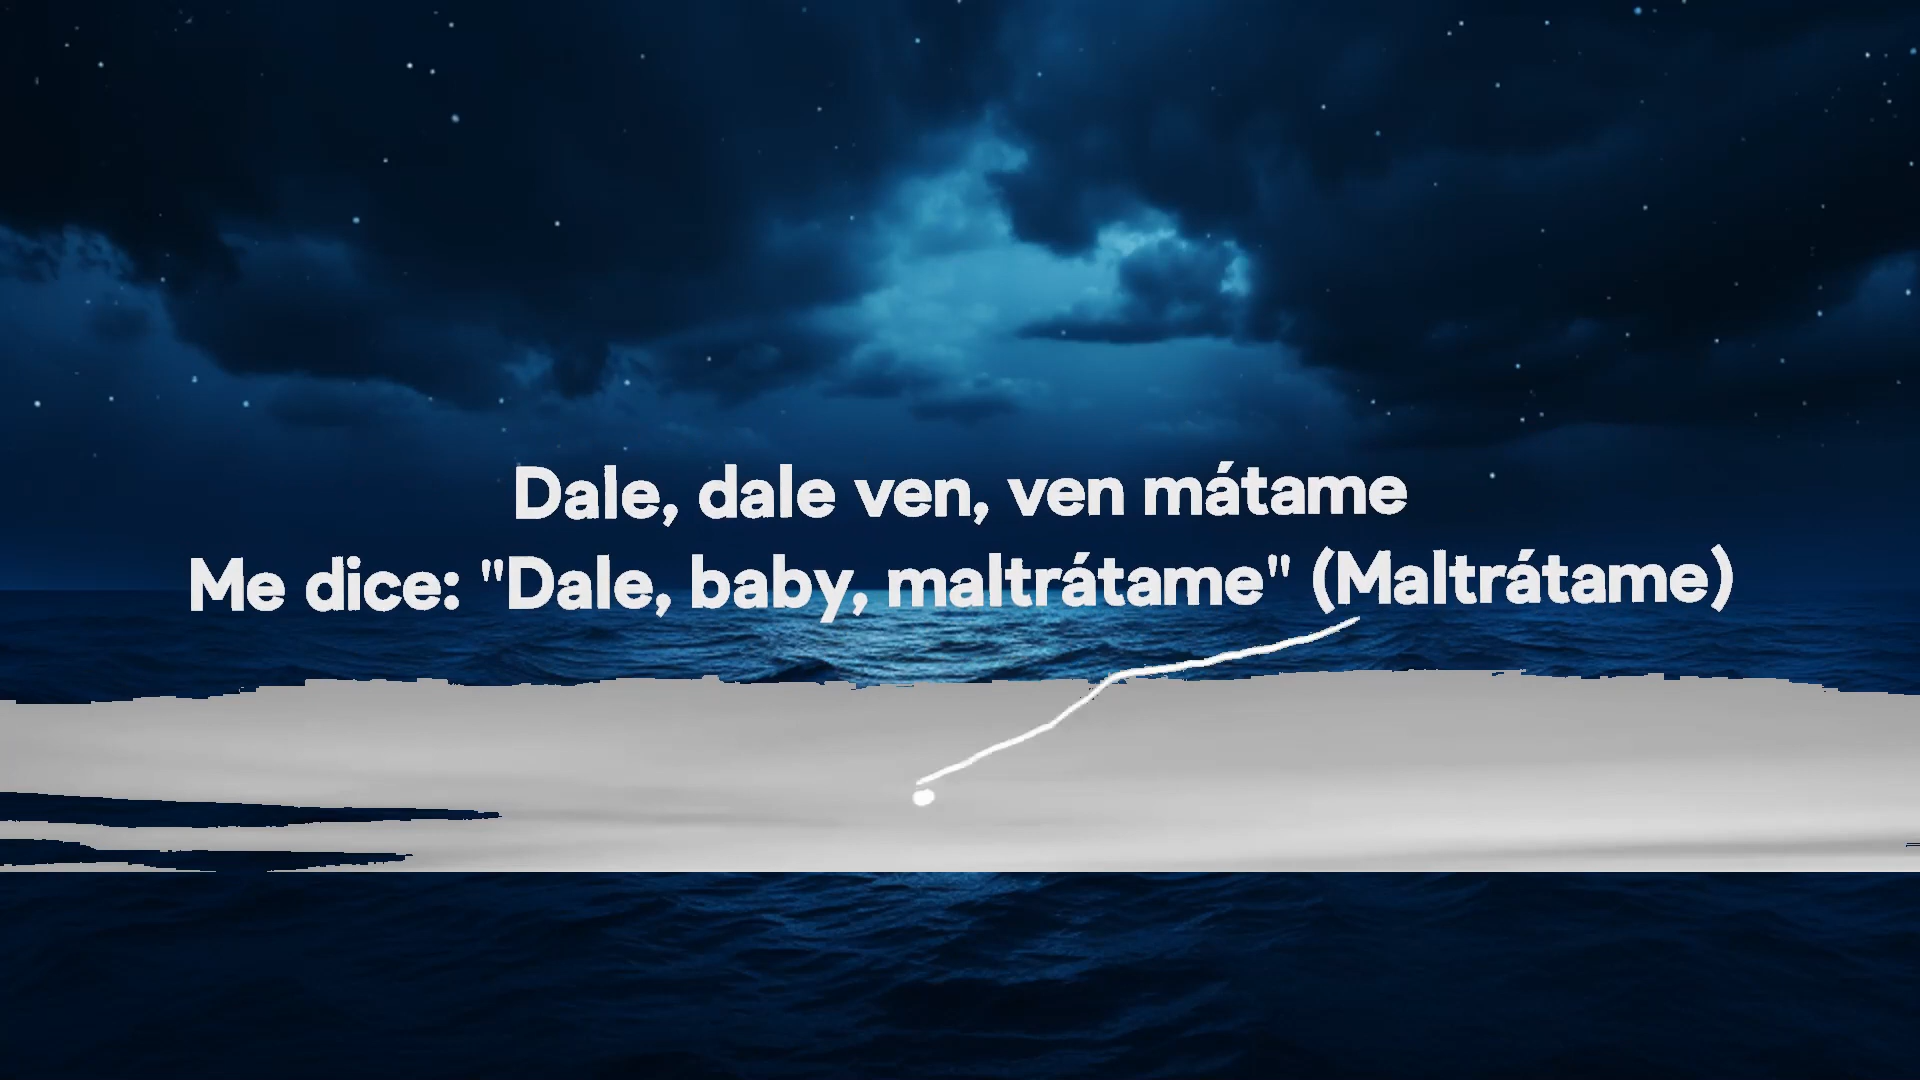 Dale, dale ven, ven mátame
Me dice: "Dale, baby, maltrátame" (Maltrátame)